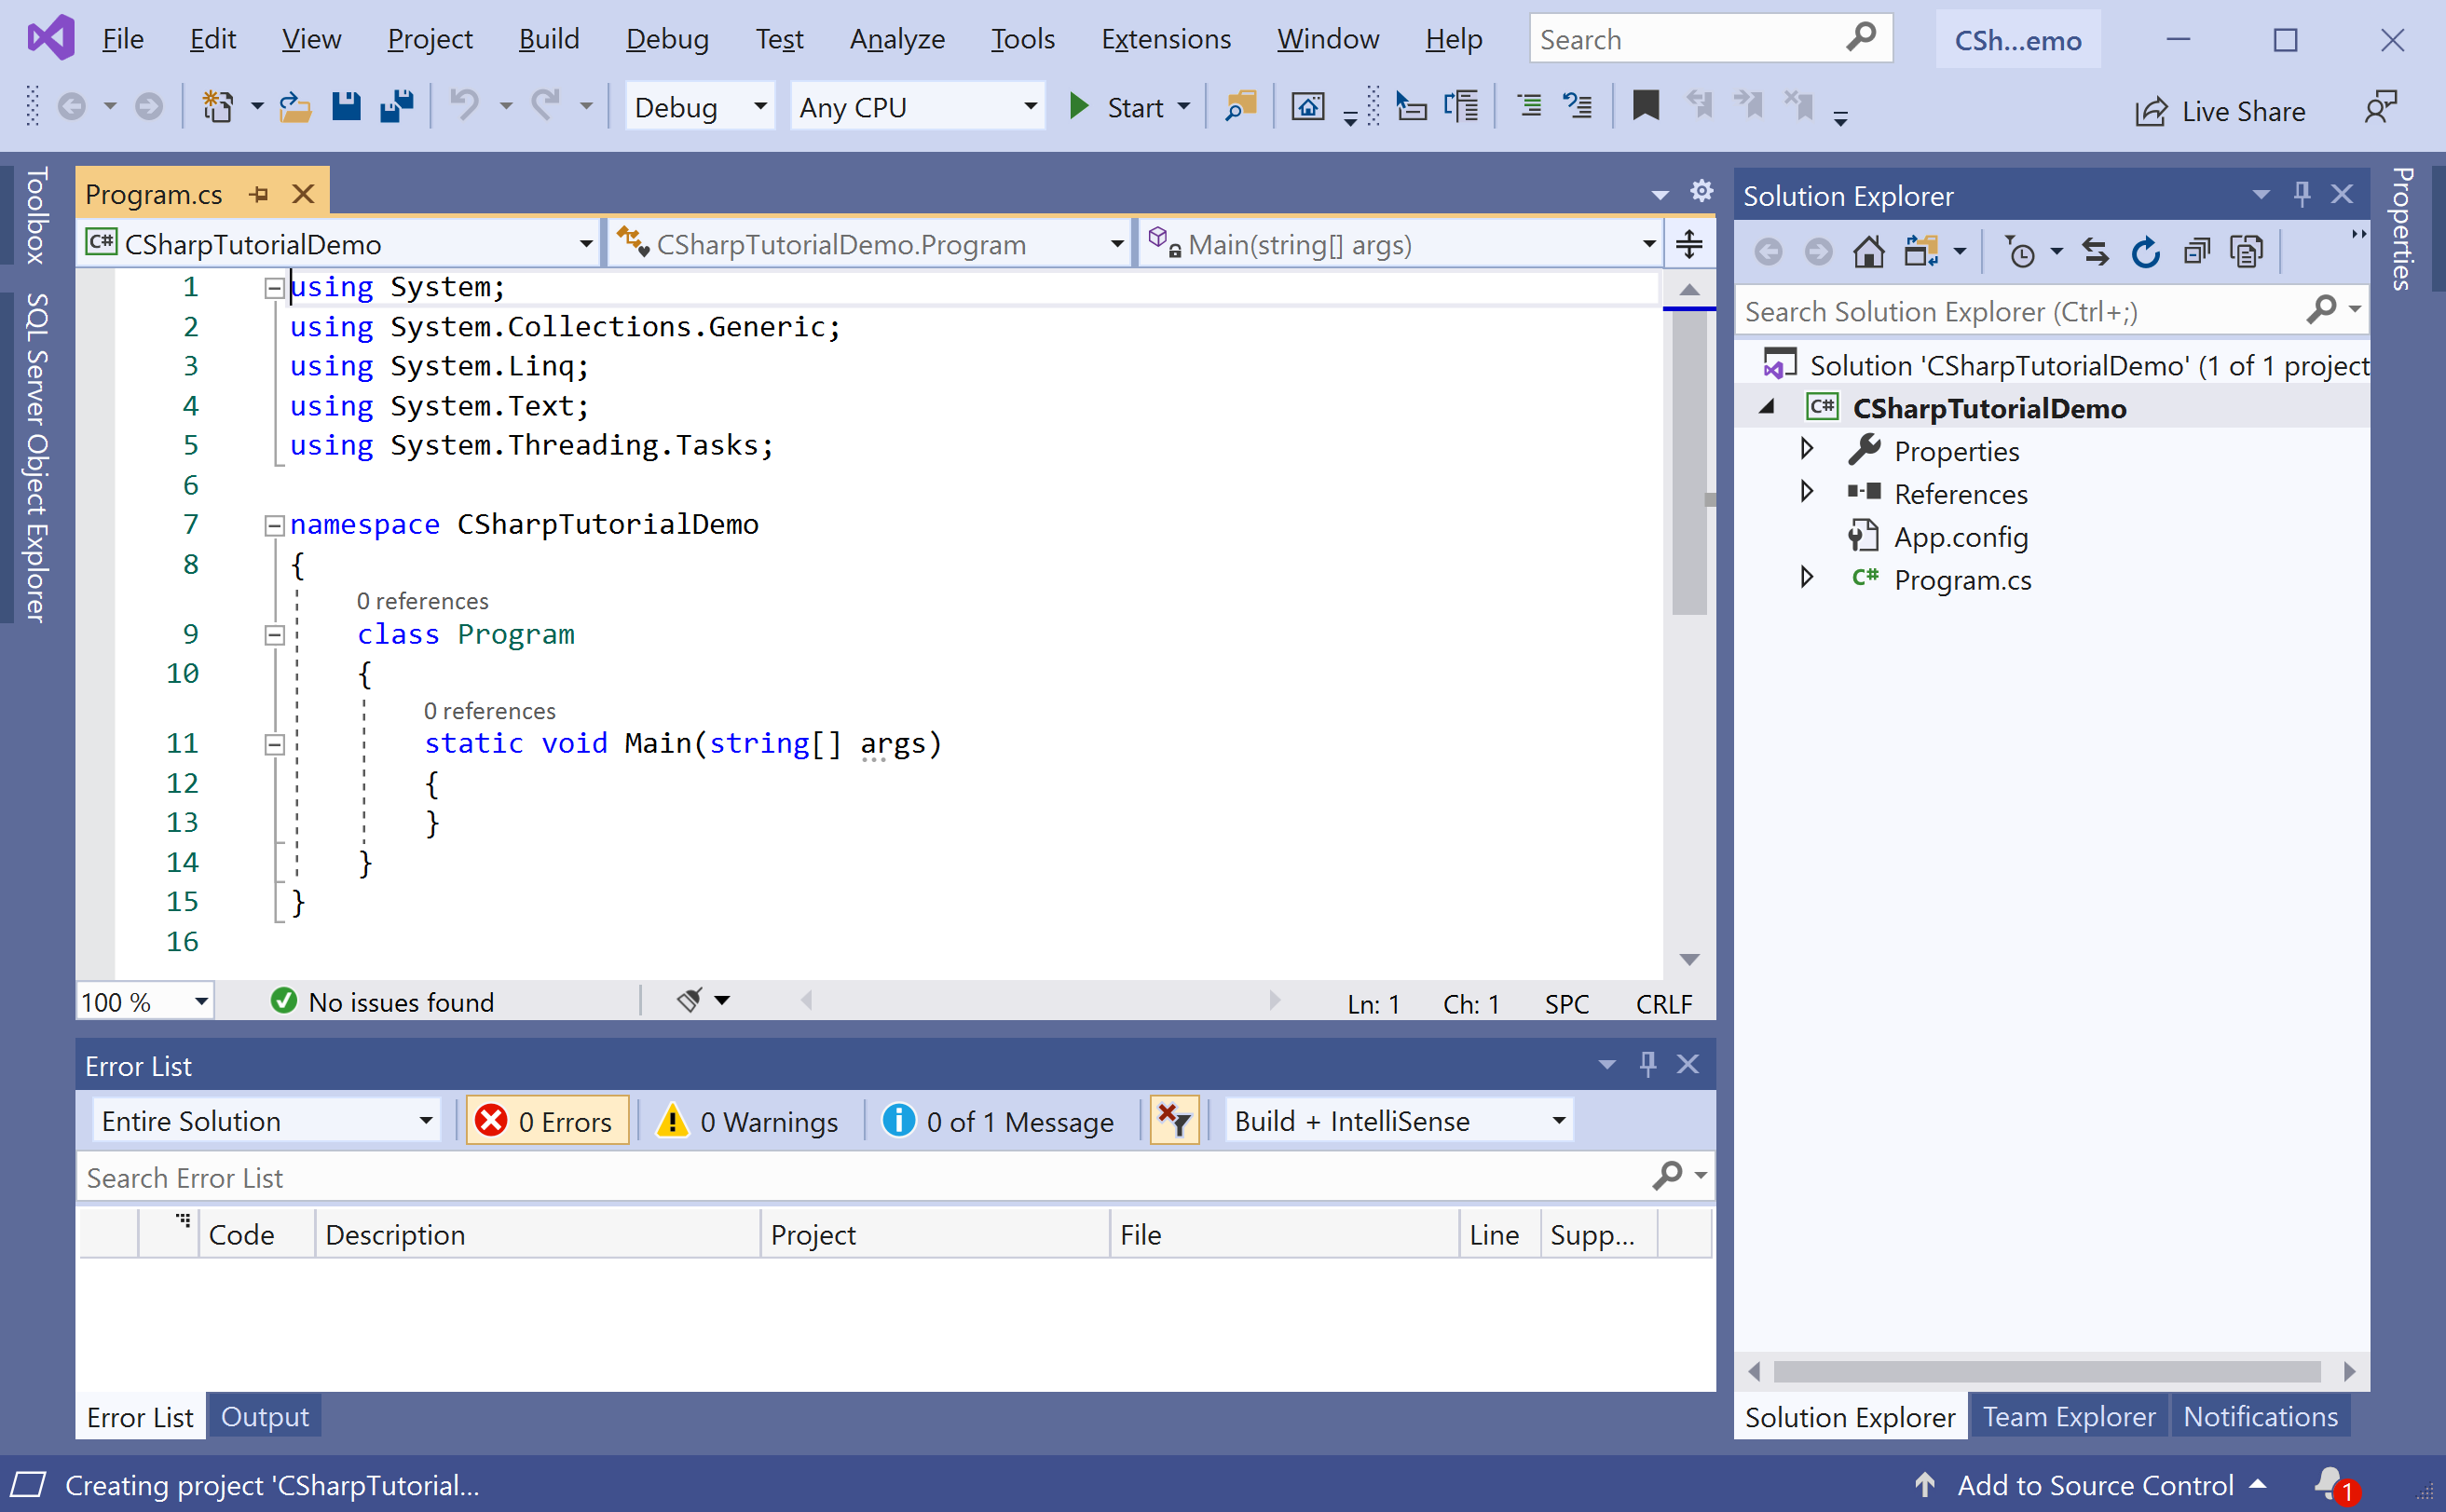 File Edit View Project Build Debug Test Analyze Tools Extensions Window Help Search CSh...emo
Debug Any CPU Start Live Share
Toolbox
SQL Server Object Explorer
Program.cs
C# CSharpTutorialDemo CSharpTutorialDemo.Program Main(string[] args)
1 using System;
2 using System.Collections.Generic;
3 using System.Linq;
4 using System.Text;
5 using System.Threading.Tasks;
6
7 namespace CSharpTutorialDemo
8 {
0 references
9 class Program
10 {
0 references
11 static void Main(string[] args)
12 {
13 }
14 }
15 }
16
100 % No issues found Ln: 1 Ch: 1 SPC CRLF
Error List
Entire Solution 0 Errors 0 Warnings 0 of 1 Message Build + IntelliSense
Search Error List
Code Description Project File Line Supp...
Error List Output
Solution Explorer
Search Solution Explorer (Ctrl+;)
Solution 'CSharpTutorialDemo' (1 of 1 project
C# CSharpTutorialDemo
Properties
References
App.config
C# Program.cs
Solution Explorer Team Explorer Notifications
Properties
Creating project 'CSharpTutorial... Add to Source Control 1